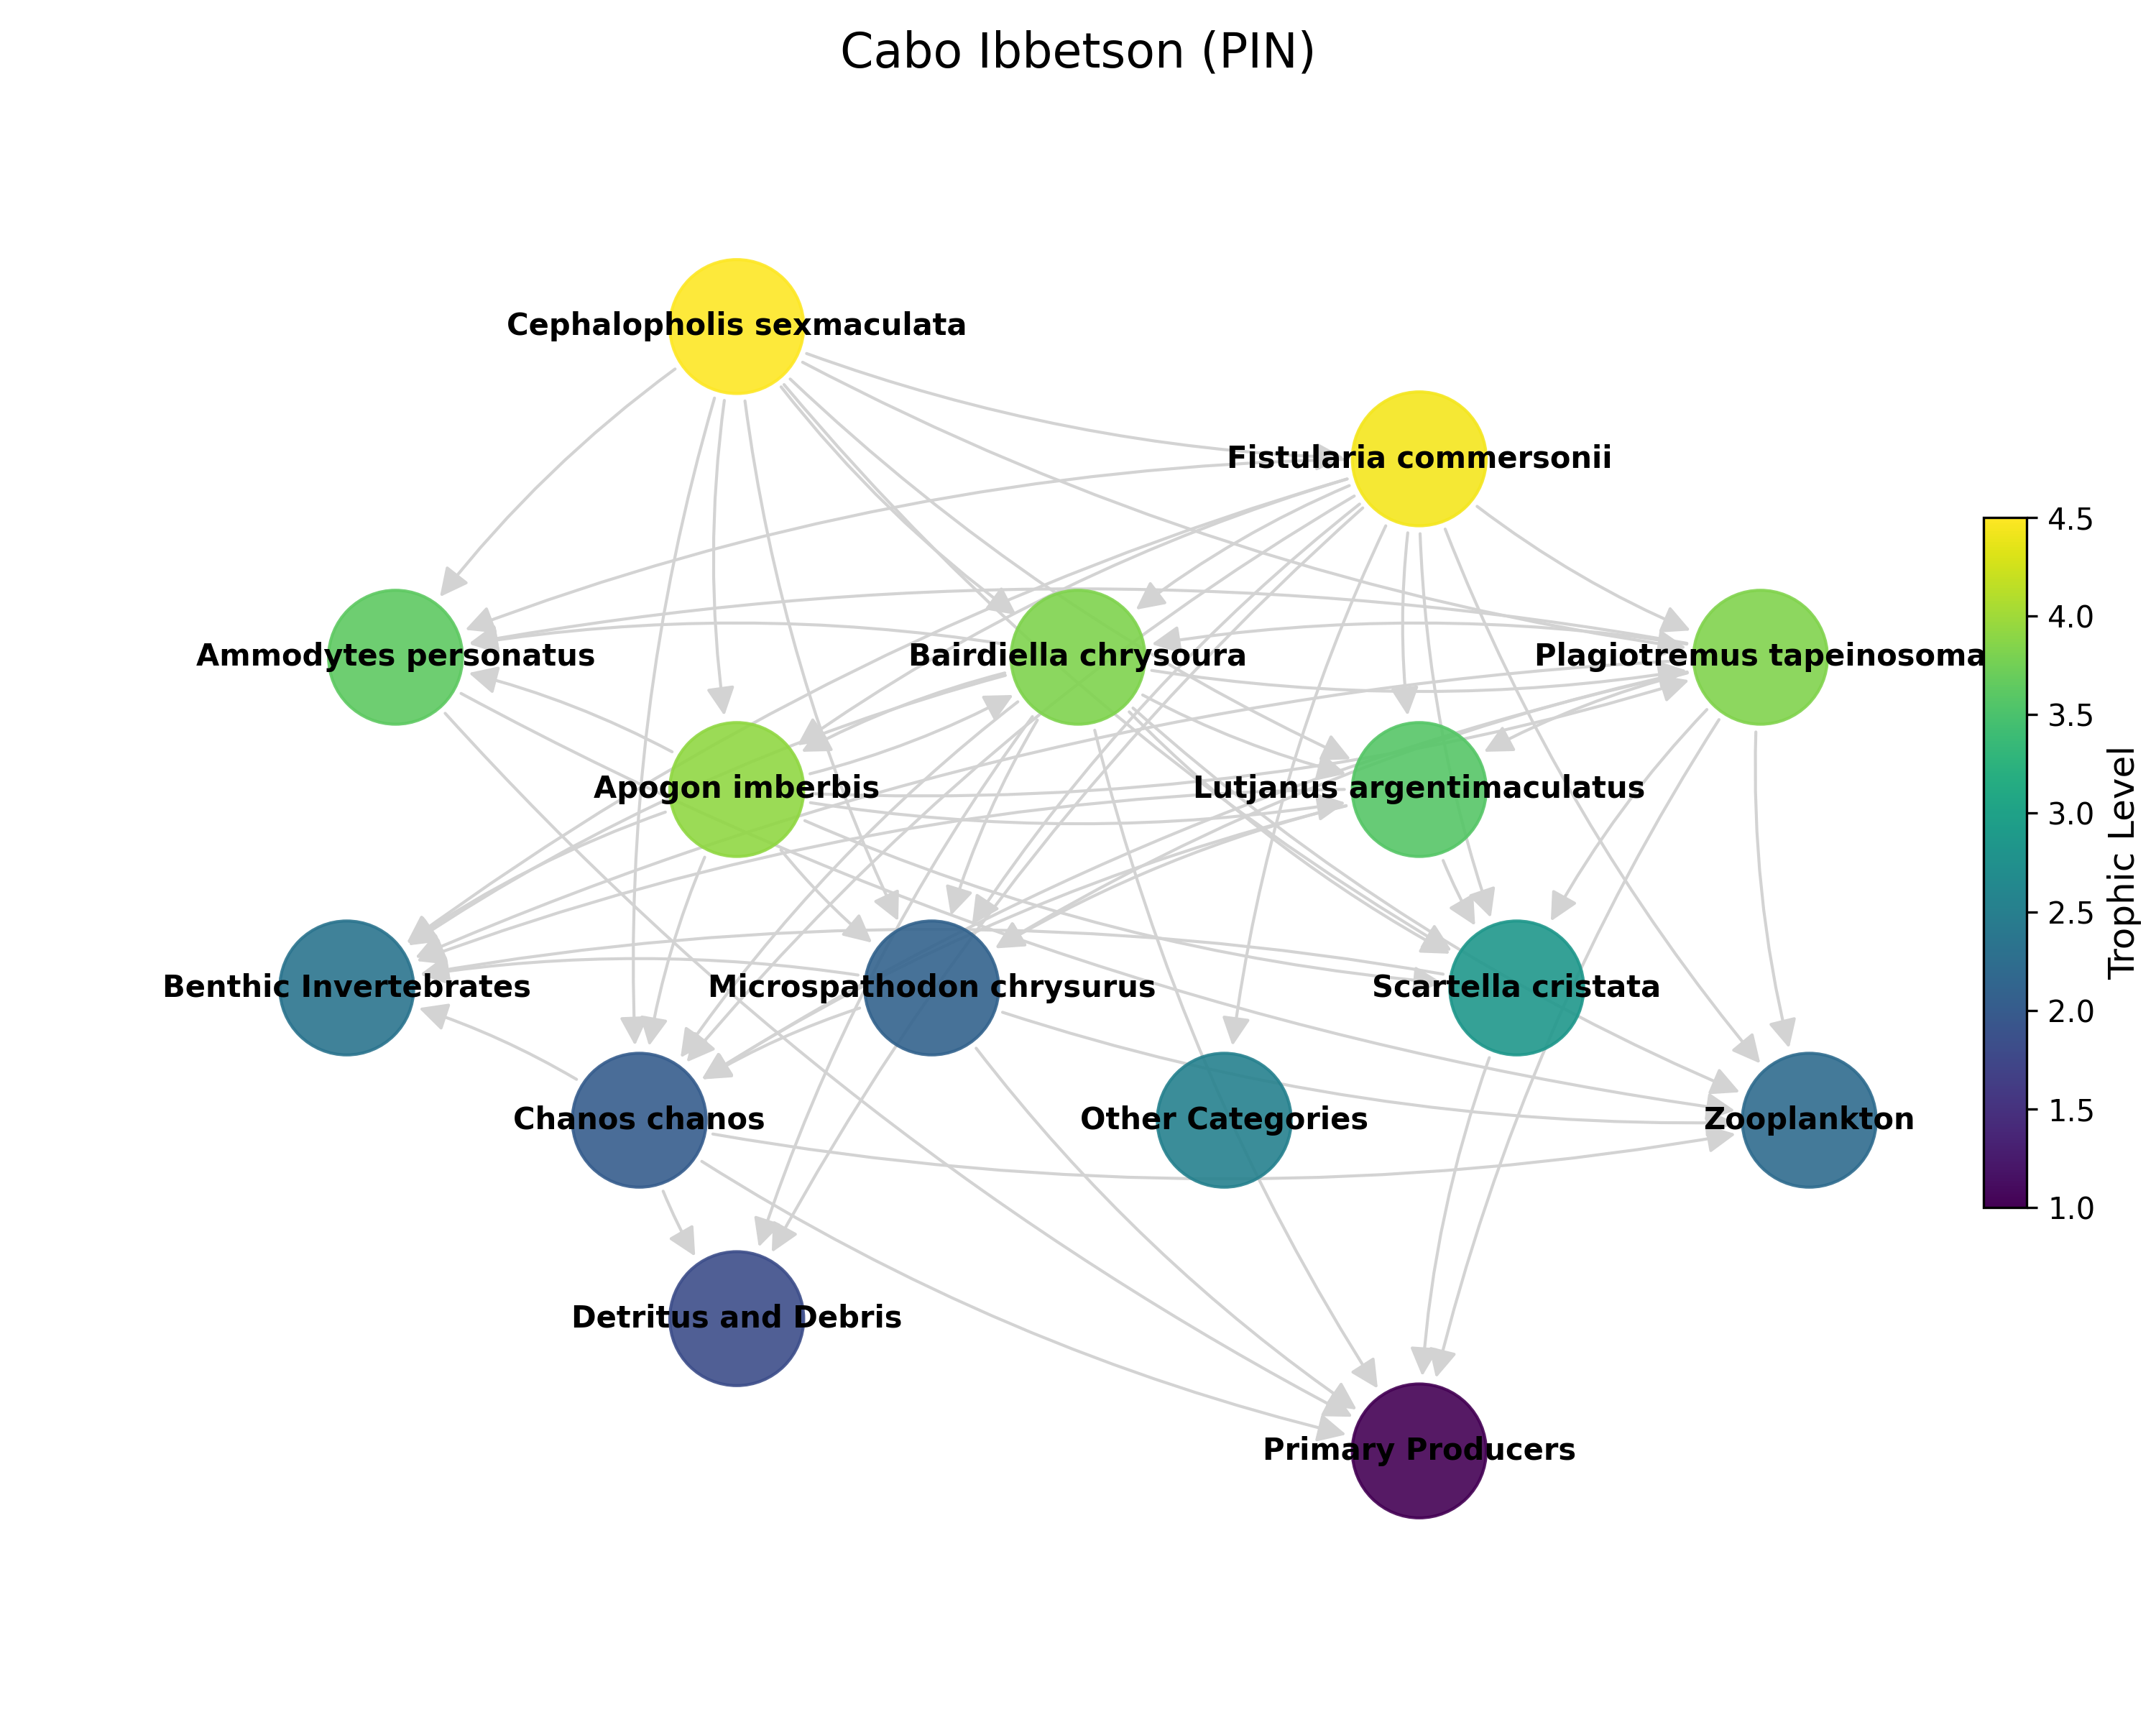 Cabo Ibbetson (PIN)
Cephalopholis sexmaculata
Fistularia commersonii
Ammodytes personatus
Bairdiella chrysoura
Plagiotremus tapeinosoma
Apogon imberbis
Lutjanus argentimaculatus
Benthic Invertebrates
Microspathodon chrysurus
Scartella cristata
Chanos chanos
Other Categories
Zooplankton
Detritus and Debris
Primary Producers
4.5
4.0
3.5
3.0
2.5
2.0
1.5
1.0
Trophic Level